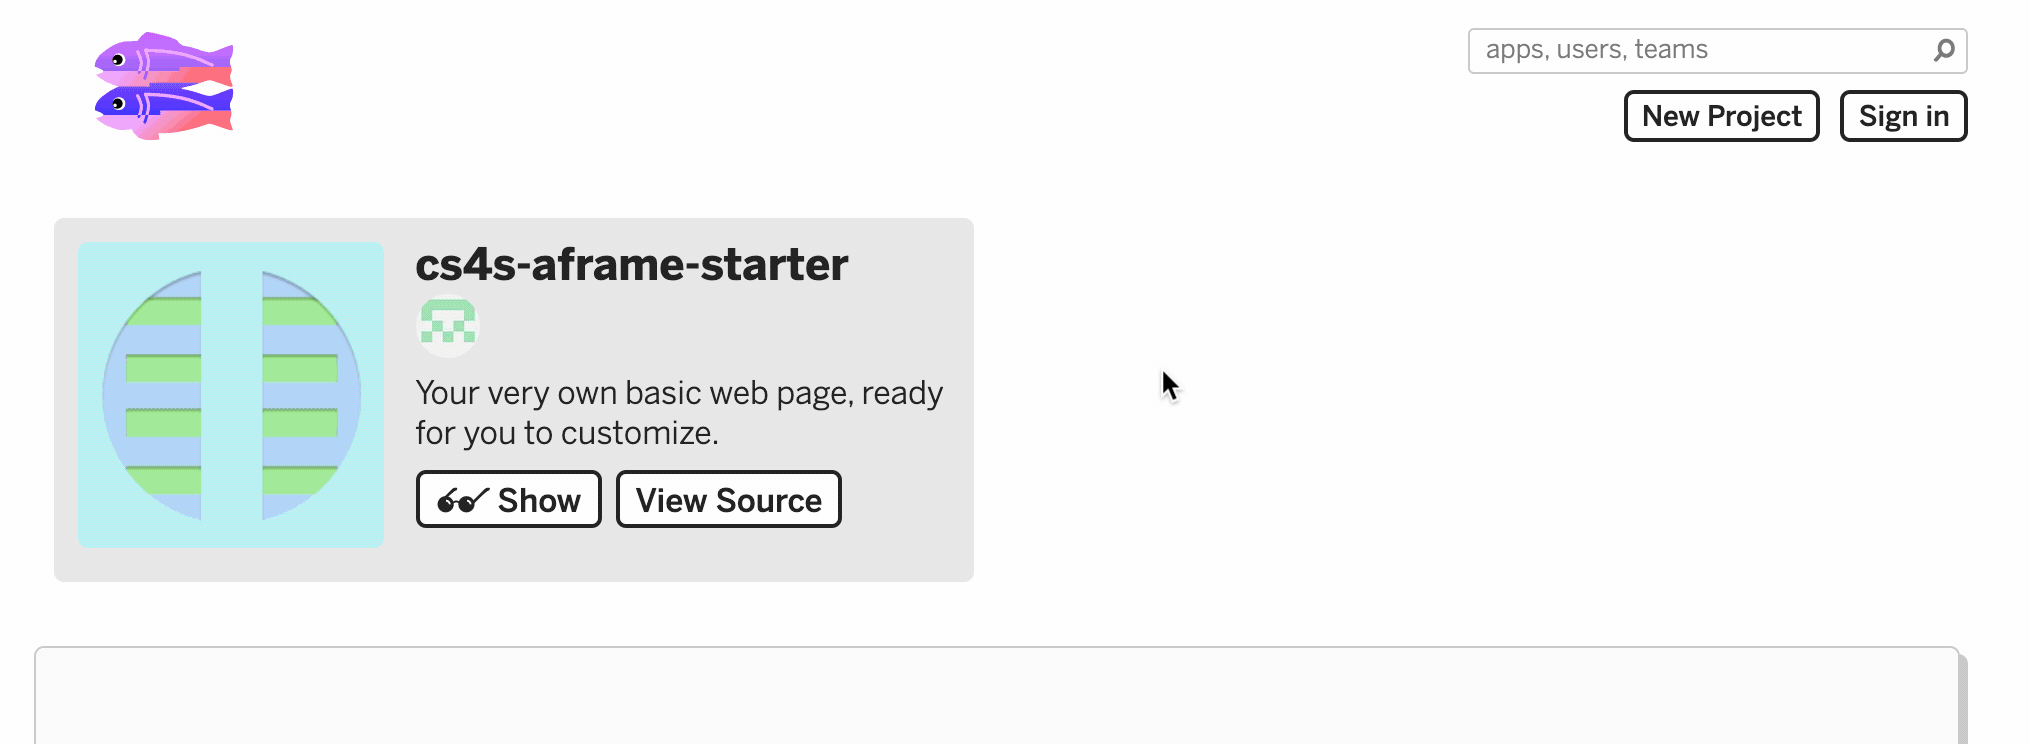 apps, users, teams
New Project
Sign in
cs4s-aframe-starter
Your very own basic web page, ready
for you to customize.
Show
View Source